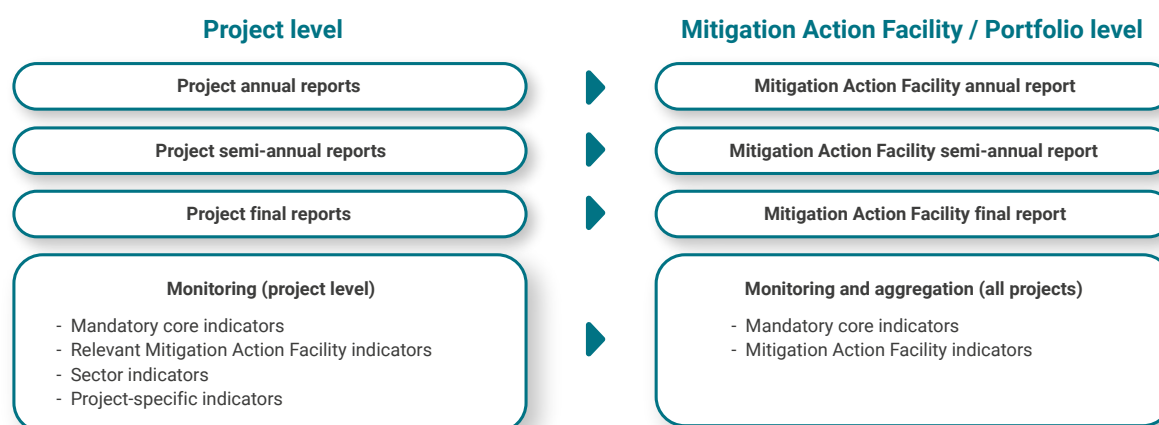 Project level
Mitigation Action Facility / Portfolio level
Project annual reports
Mitigation Action Facility annual report
Project semi-annual reports
Mitigation Action Facility semi-annual report
Project final reports
Mitigation Action Facility final report
Monitoring (project level)
- Mandatory core indicators
- Relevant Mitigation Action Facility indicators
- Sector indicators
- Project-specific indicators
Monitoring and aggregation (all projects)
- Mandatory core indicators
- Mitigation Action Facility indicators